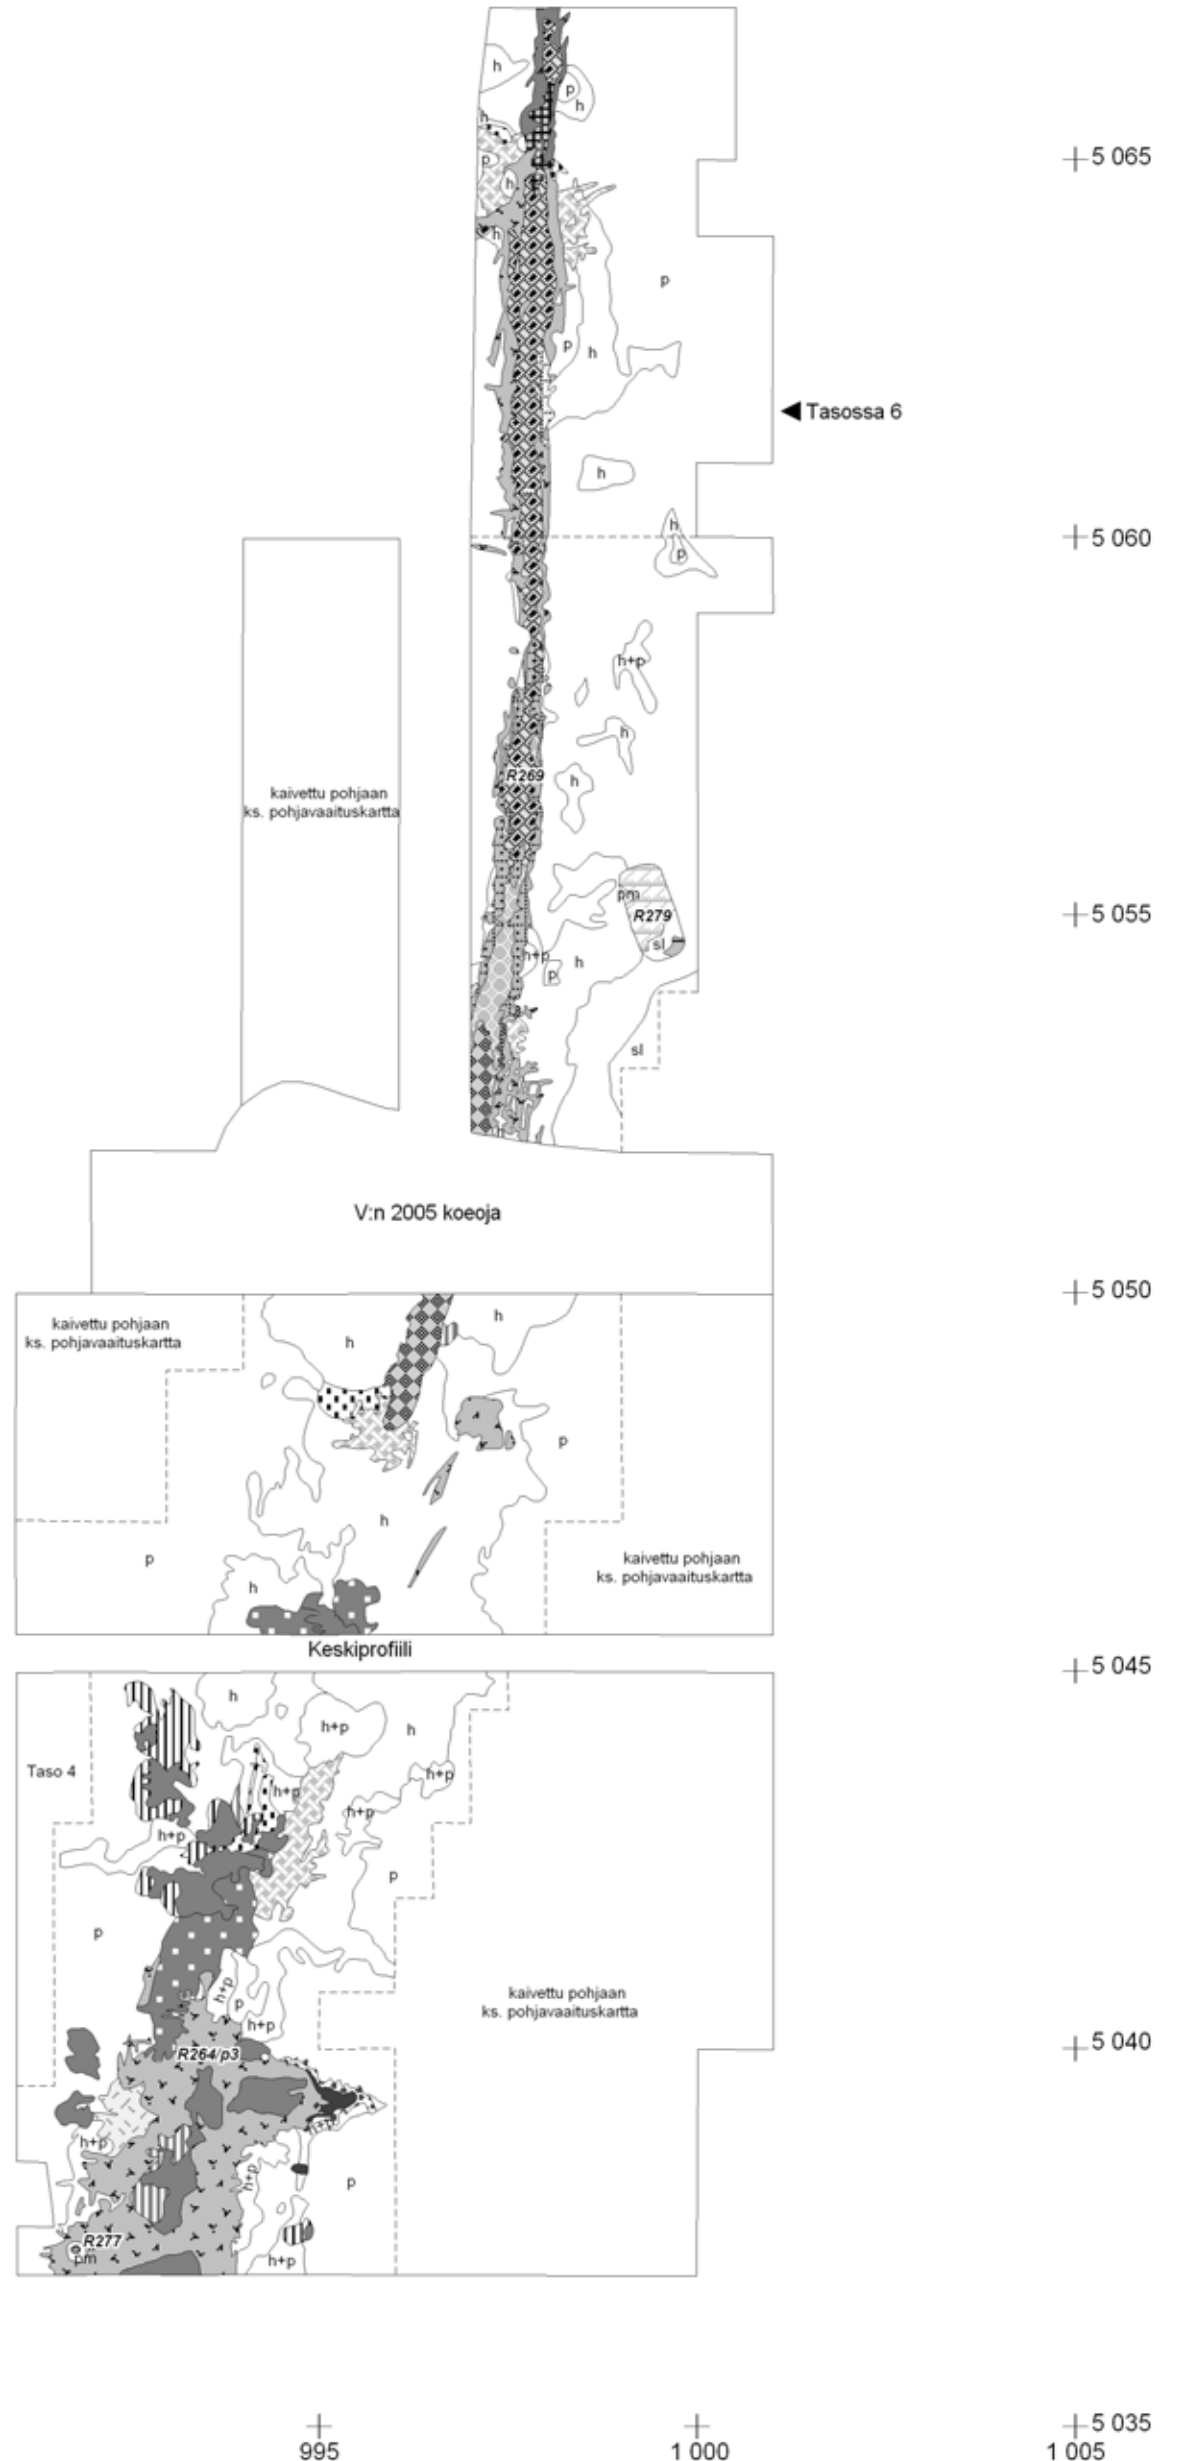 h
p
h
h
p
h
h
5 065
p
p
h
Tasossa 6
h
h
p
5 060
h+p
h
R269
h
kaivettu pohjaan
ks. pohjavaaituskartta
pm
R279
5 055
sl
h+p
p
h
sl
V:n 2005 koeoja
5 050
kaivettu pohjaan
ks. pohjavaaituskartta
h
h
p
h
p
h
kaivettu pohjaan
ks. pohjavaaituskartta
Keskiprofiili
5 045
h
h+p
h
Taso 4
h+p
h+p
h+p
h+p
p
p
h+p
p
h+p
kaivettu pohjaan
ks. pohjavaaituskartta
5 040
R264/p3
h+p
h+p
h+p
p
R277
pm
h+p
5 035
995
1 000
1 005